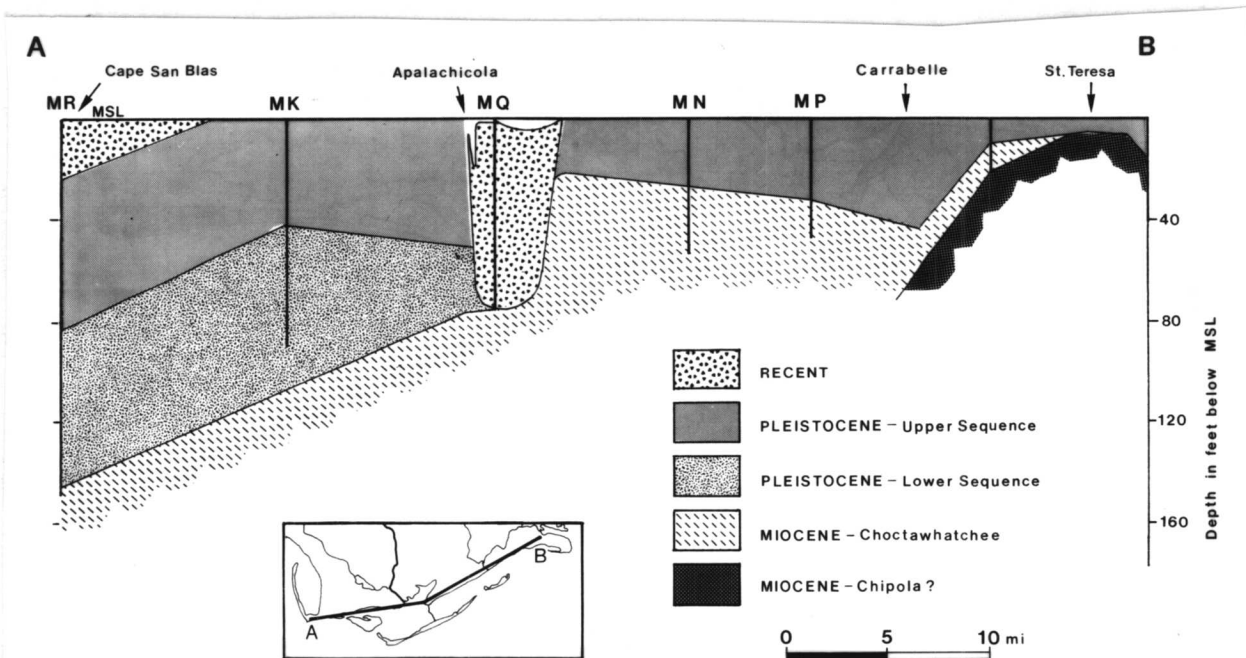 A
B
Cape San Blas
Apalachicola
Carrabelle
St. Teresa
MR
MSL
MK
MQ
MN
MP
40
80
120
160
Depth in feet below MSL
RECENT
PLEISTOCENE – Upper Sequence
PLEISTOCENE – Lower Sequence
MIOCENE – Choctawhatchee
MIOCENE – Chipola ?
A
B
0 5 10 mi